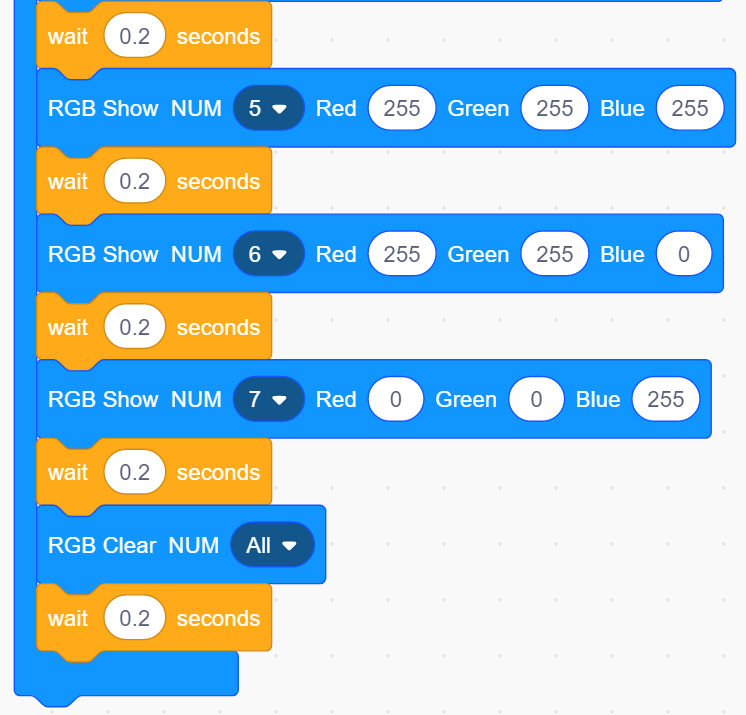 wait 0.2 seconds
RGB Show NUM 5 Red 255 Green 255 Blue 255
wait 0.2 seconds
RGB Show NUM 6 Red 255 Green 255 Blue 0
wait 0.2 seconds
RGB Show NUM 7 Red 0 Green 0 Blue 255
wait 0.2 seconds
RGB Clear NUM All
wait 0.2 seconds